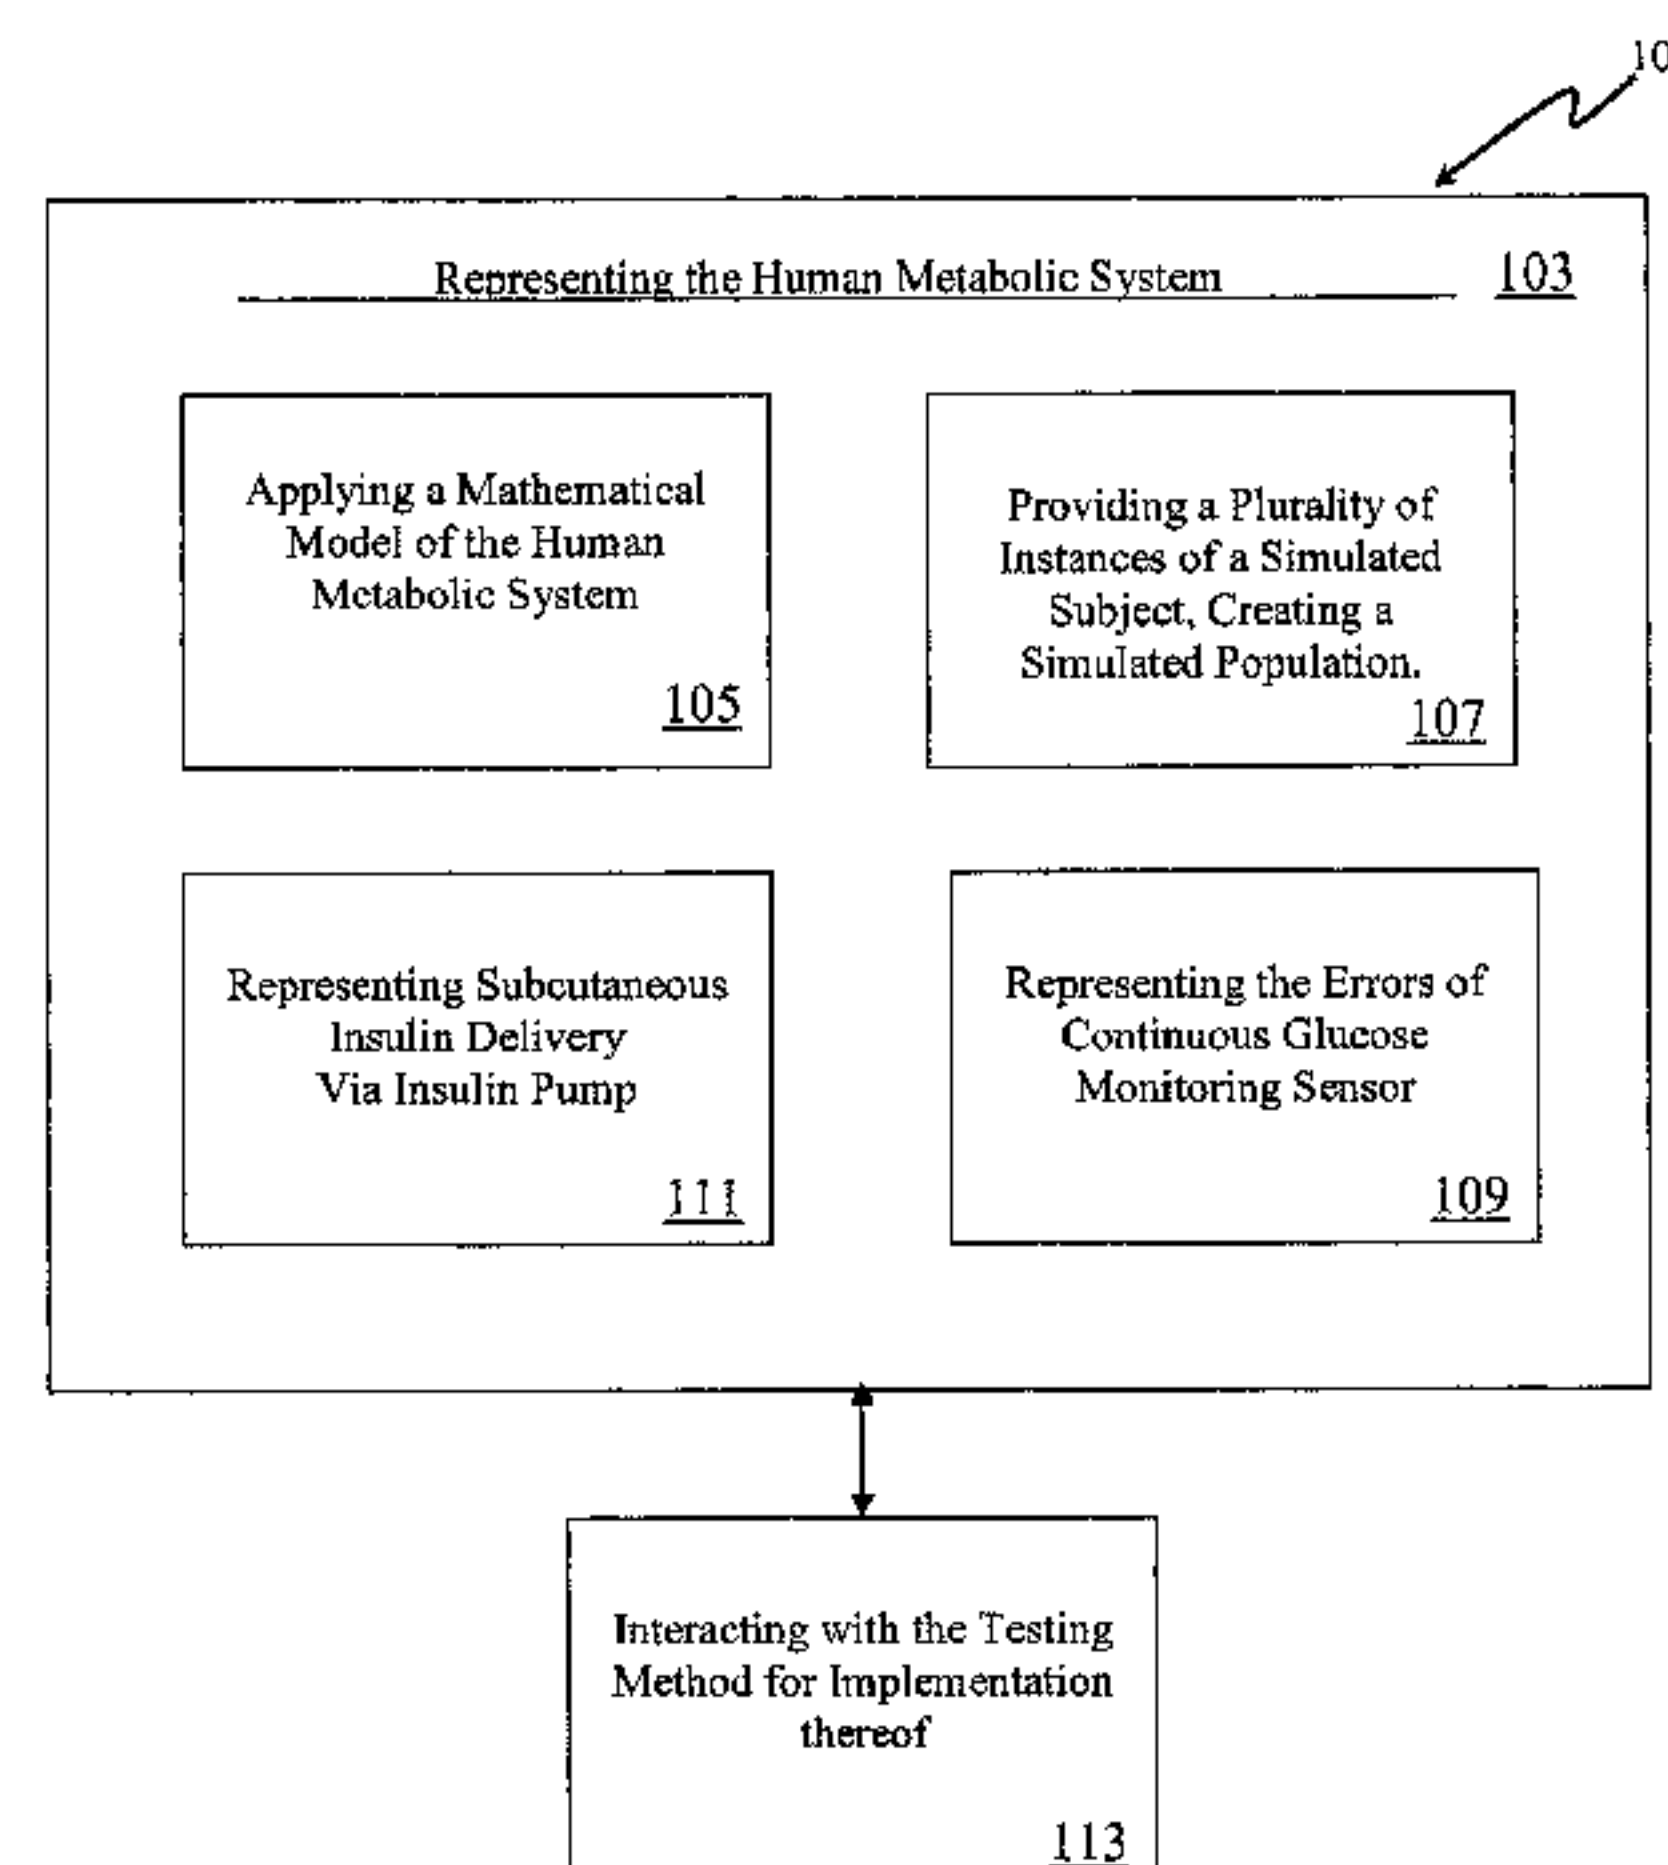 10
Representing the Human Metabolic System 103
Applying a Mathematical
Model of the Human
Metabolic System
105
Providing a Plurality of
Instances of a Simulated
Subject, Creating a
Simulated Population.
107
Representing Subcutaneous
Insulin Delivery
Via Insulin Pump
111
Representing the Errors of
Continuous Glucose
Monitoring Sensor
109
Interacting with the Testing
Method for Implementation
thereof
113